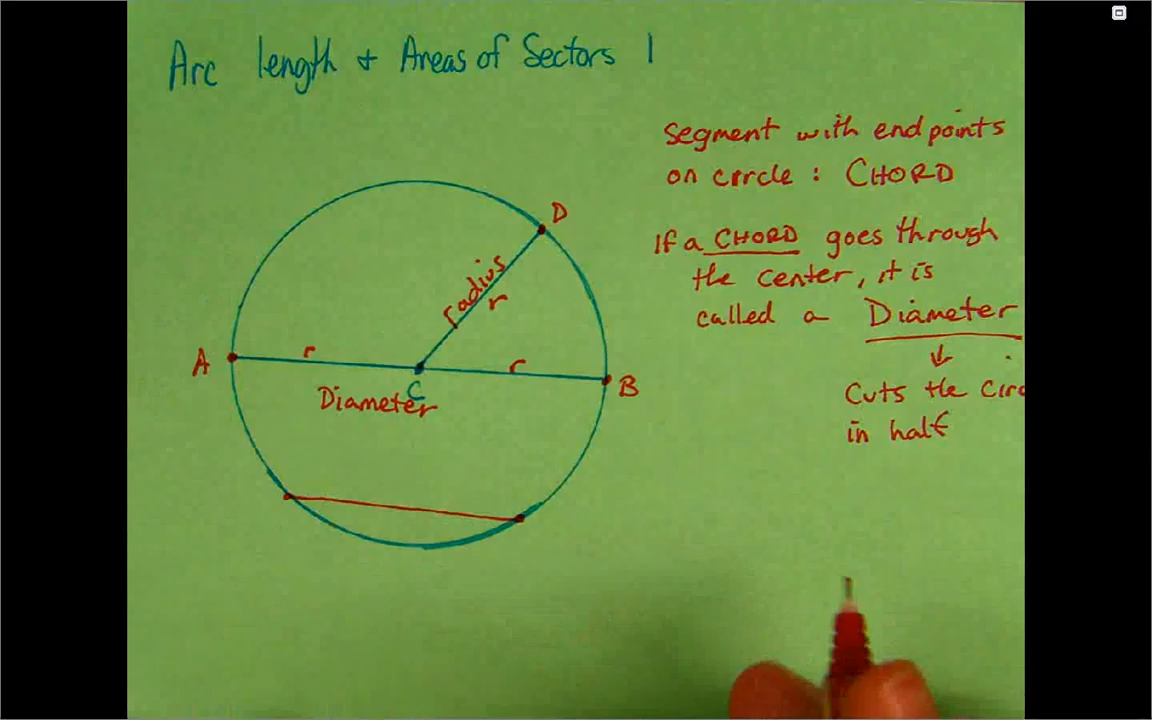 Arc length + Areas of Sectors 1
segment with endpoints
on circle : CHORD
If a CHORD goes through
the center, it is
called a Diameter
Cuts the Circ
in half
D
radius
r
A
r
C
r
B
Diameter